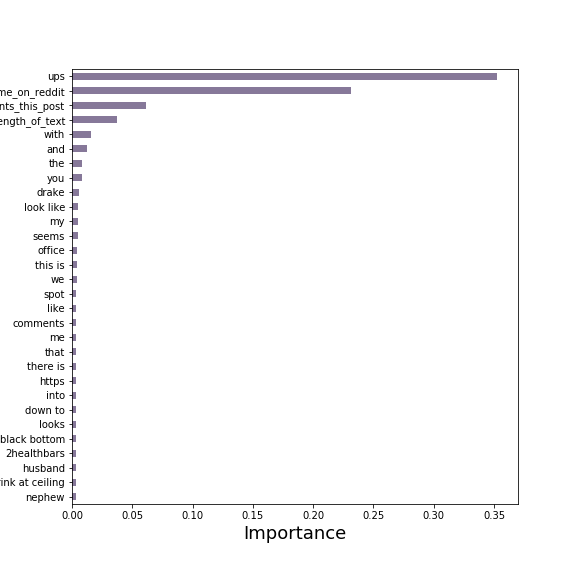 ups
me_on_reddit
nts_this_post
ength_of_text
with
and
the
you
drake
look like
my
seems
office
this is
we
spot
like
comments
me
that
there is
https
into
down to
looks
black bottom
2healthbars
husband
rink at ceiling
nephew
0.00 0.05 0.10 0.15 0.20 0.25 0.30 0.35
Importance